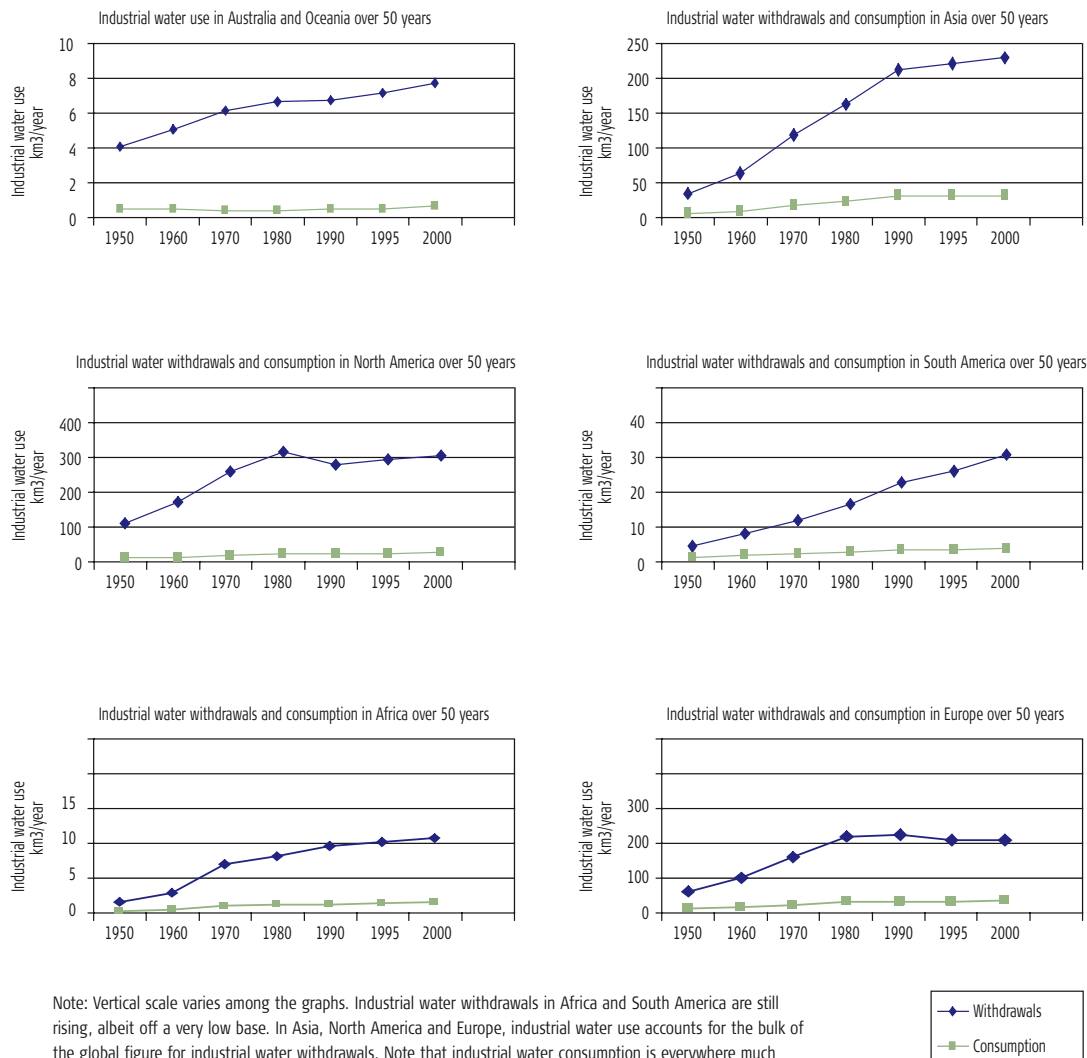 Industrial water use in Australia and Oceania over 50 years
Industrial water use
km3/year
10
8
6
4
2
0
1950 1960 1970 1980 1990 1995 2000
Industrial water withdrawals and consumption in Asia over 50 years
Industrial water use
km3/year
250
200
150
100
50
0
1950 1960 1970 1980 1990 1995 2000
Industrial water withdrawals and consumption in North America over 50 years
Industrial water use
km3/year
400
300
200
100
0
1950 1960 1970 1980 1990 1995 2000
Industrial water withdrawals and consumption in South America over 50 years
Industrial water use
km3/year
40
30
20
10
0
1950 1960 1970 1980 1990 1995 2000
Industrial water withdrawals and consumption in Africa over 50 years
Industrial water use
km3/year
15
10
5
0
1950 1960 1970 1980 1990 1995 2000
Industrial water withdrawals and consumption in Europe over 50 years
Industrial water use
km3/year
300
200
100
0
1950 1960 1970 1980 1990 1995 2000
Note: Vertical scale varies among the graphs. Industrial water withdrawals in Africa and South America are still
rising, albeit off a very low base. In Asia, North America and Europe, industrial water use accounts for the bulk of
the global figure for industrial water withdrawals. Note that industrial water consumption is everywhere much
Withdrawals
Consumption